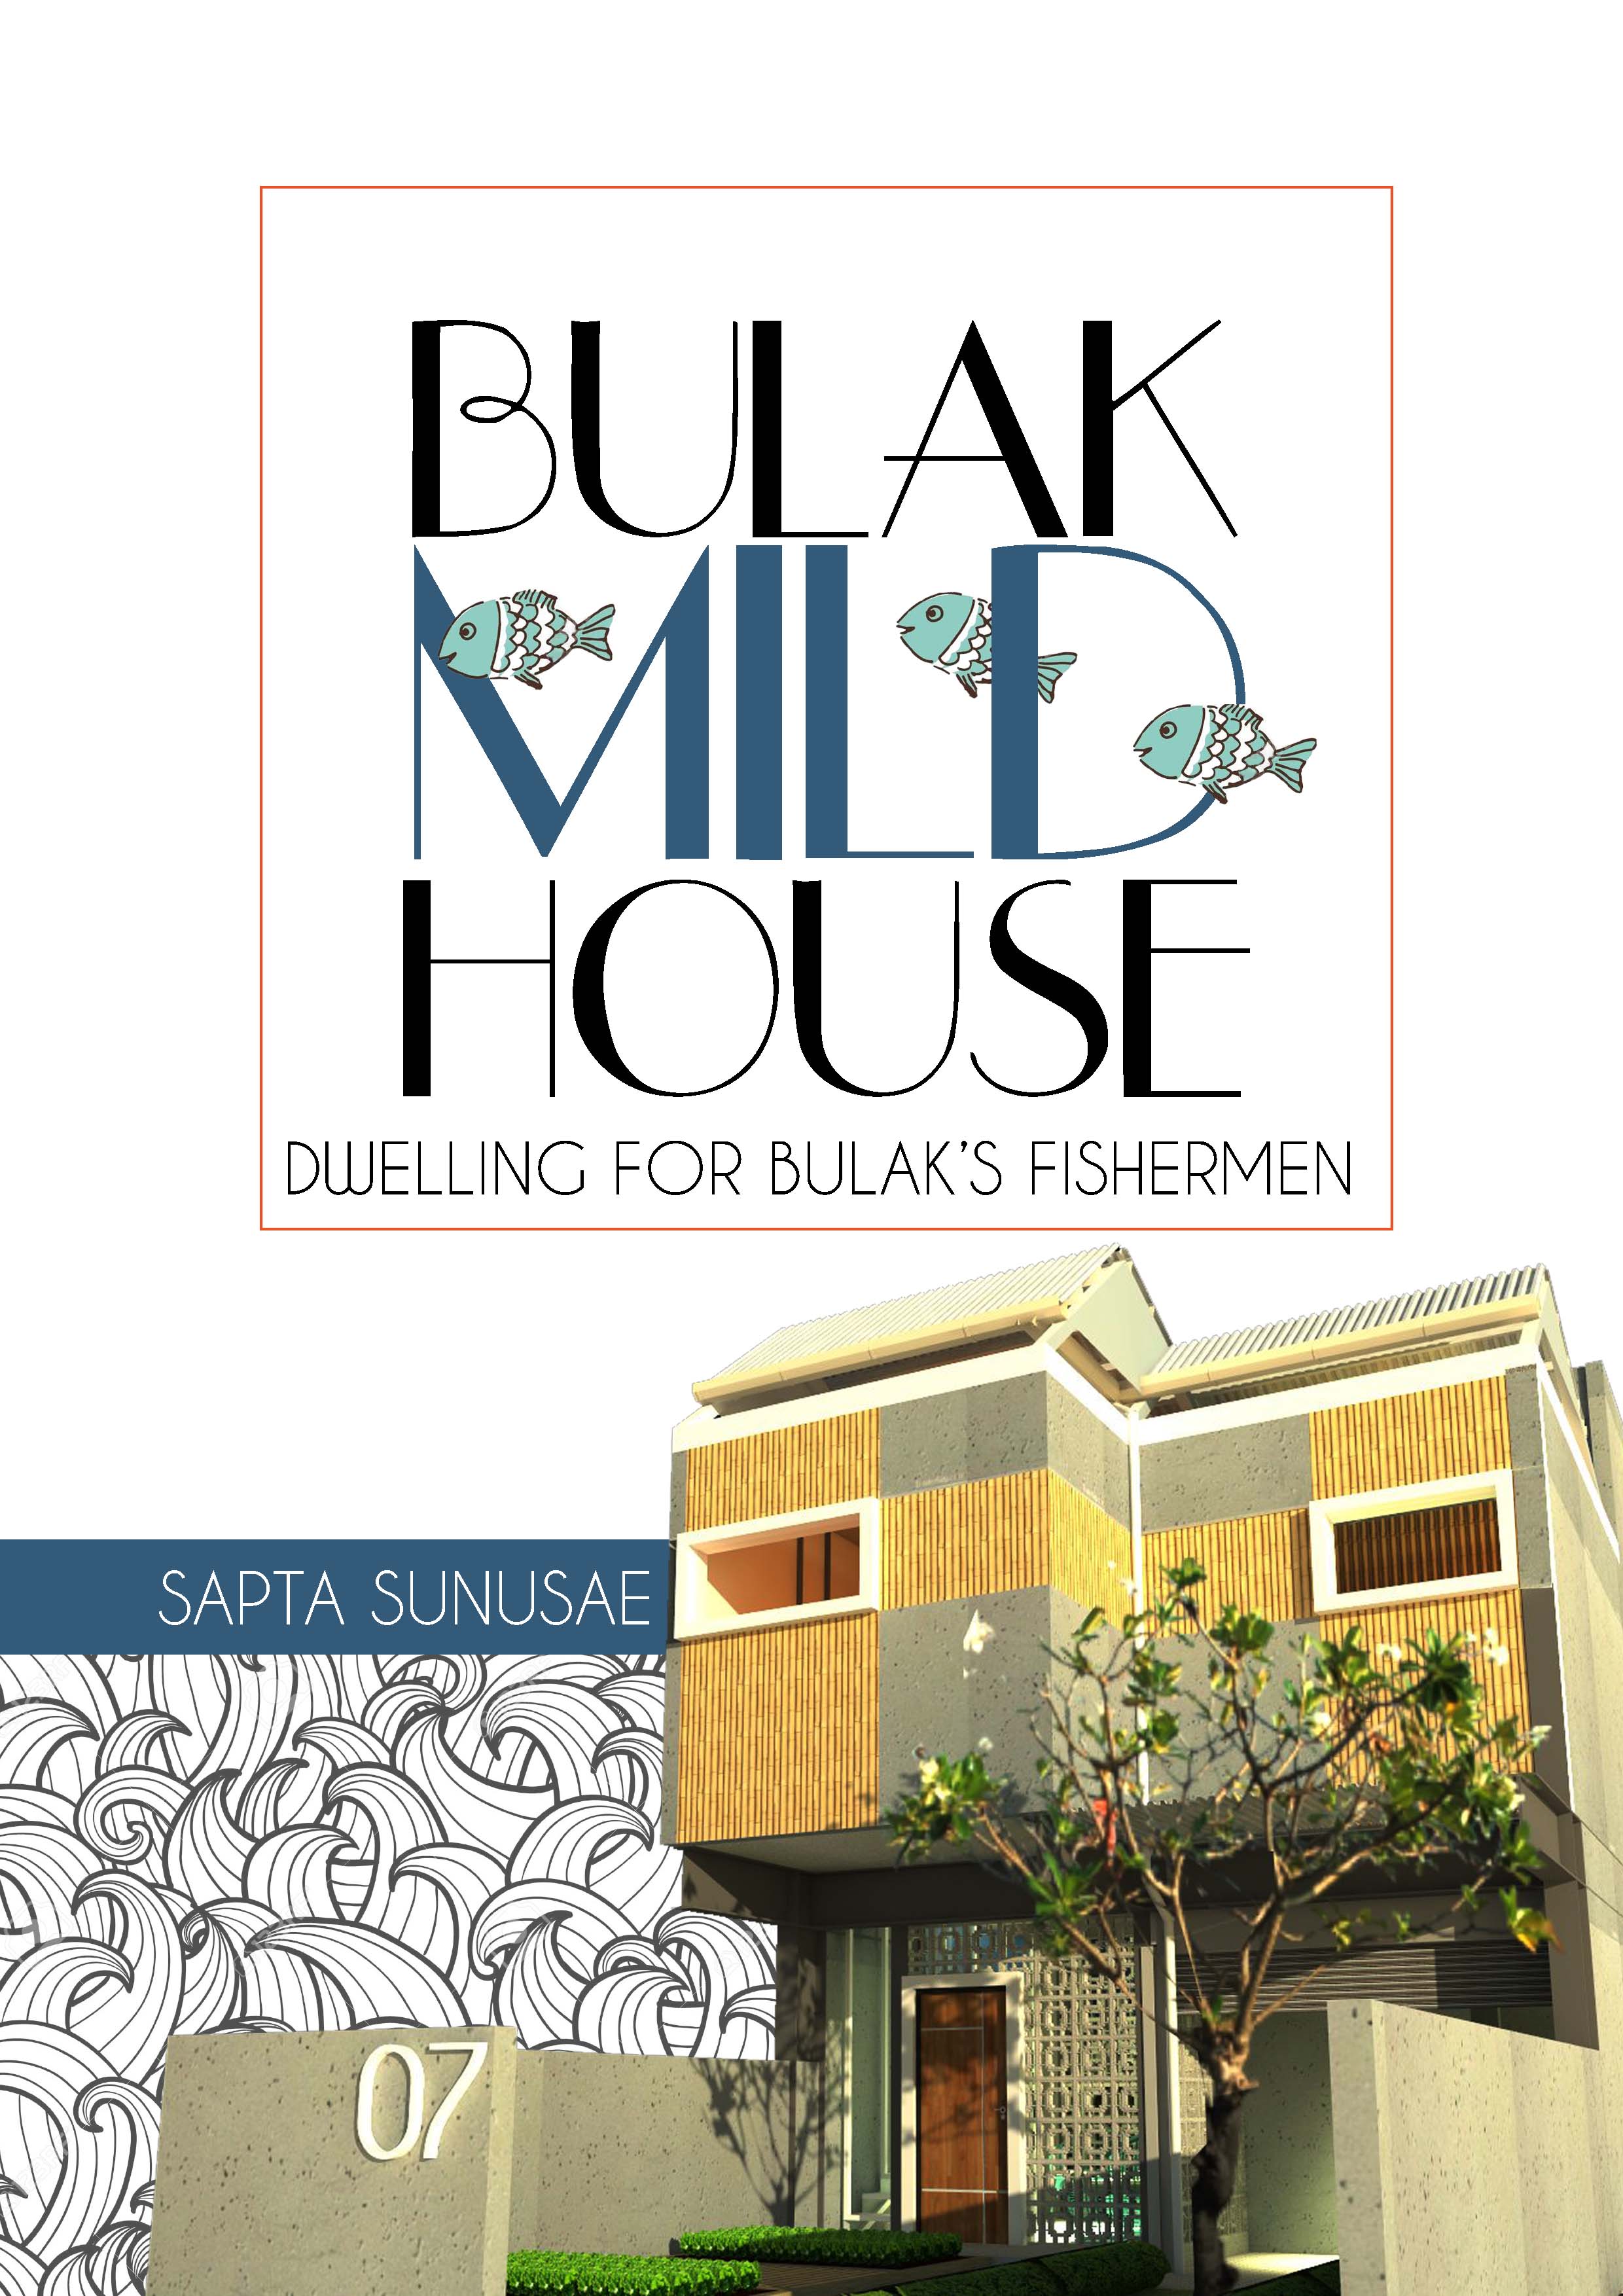 BULAK
MILD
HOUSE
DWELLING FOR BULAK'S FISHERMEN
SAPTA SUNUSAE
07